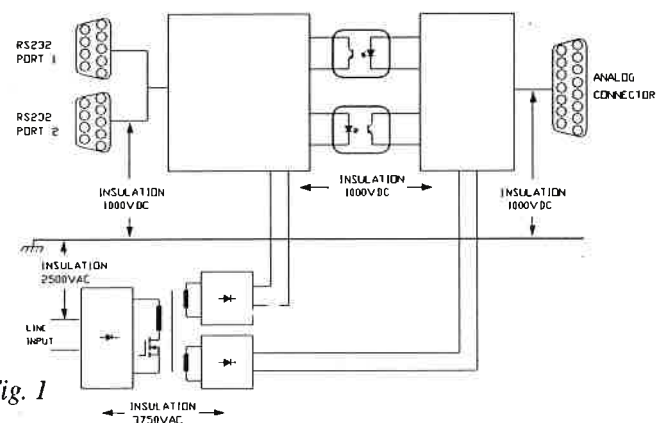 RS232
PORT 1
RS232
PORT 2
ANALOG
CONNECTOR
INSULATION
1000VDC
INSULATION
1000VDC
INSULATION
1000VDC
INSULATION
2500VAC
LINE
INPUT
INSULATION
3750VAC
ig. 1